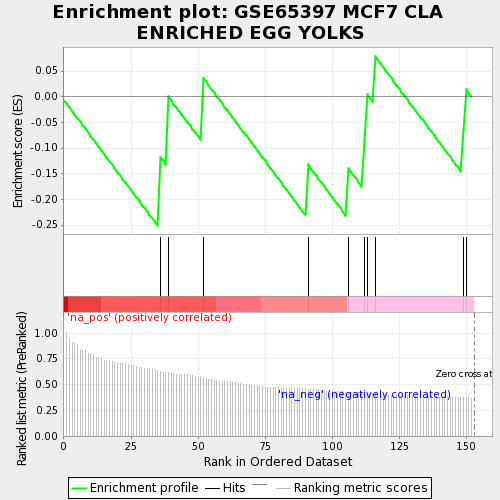 Enrichment plot: GSE65397 MCF7 CLA
ENRICHED EGG YOLKS
Enrichment score (ES)
0.05
0.00
-0.05
-0.10
-0.15
-0.20
-0.25
'na_pos' (positively correlated)
Ranked list metric (PreRanked)
1.00
0.75
0.50
0.25
0.00
Zero cross at
'na_neg' (negatively correlated)
0
25
50
75
100
125
150
Rank in Ordered Dataset
Enrichment profile
Hits
Ranking metric scores